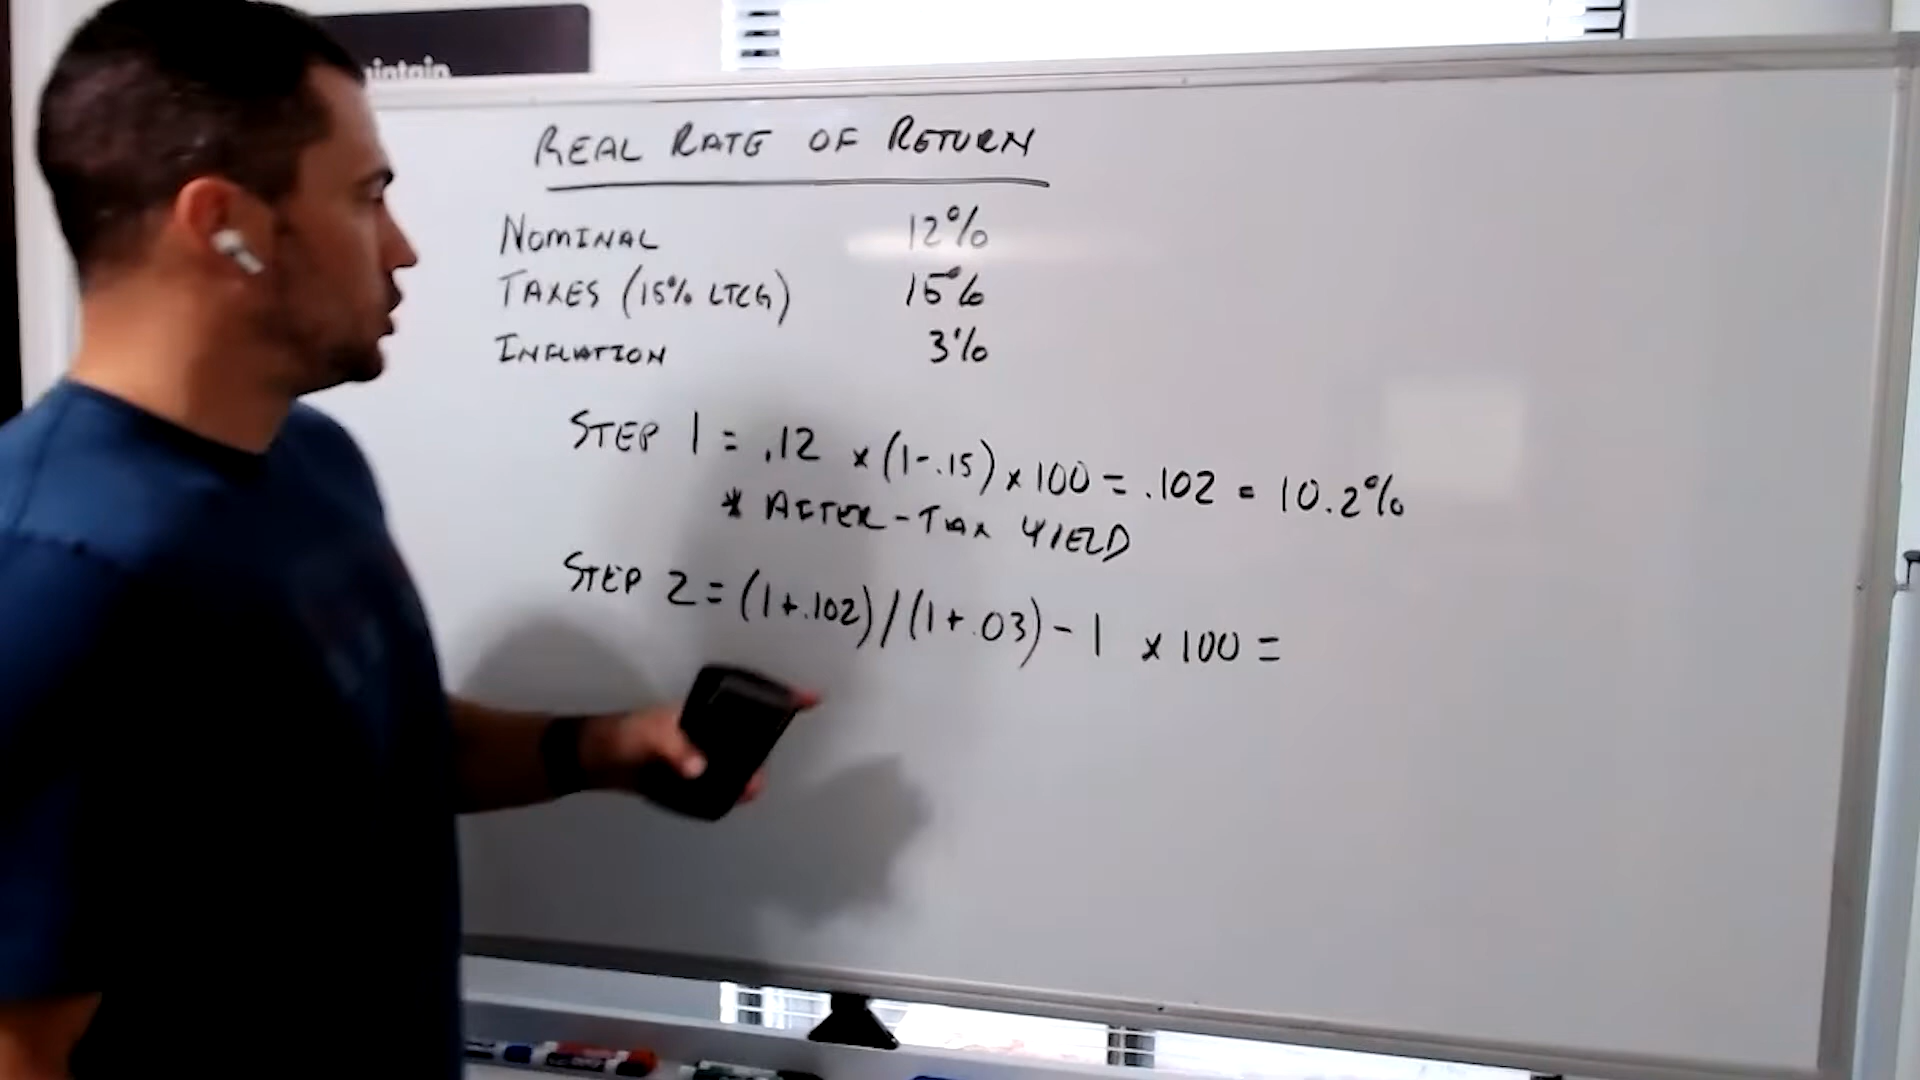 REAL RATE OF RETURN
NOMINAL 12%
TAXES (15% LTCG) 15%
INFLATION 3%
STEP 1 = .12 × (1-.15) × 100 = .102 = 10.2%
* AFTER-TAX YIELD
STEP 2 = (1+.102)/(1+.03) - 1 × 100 =